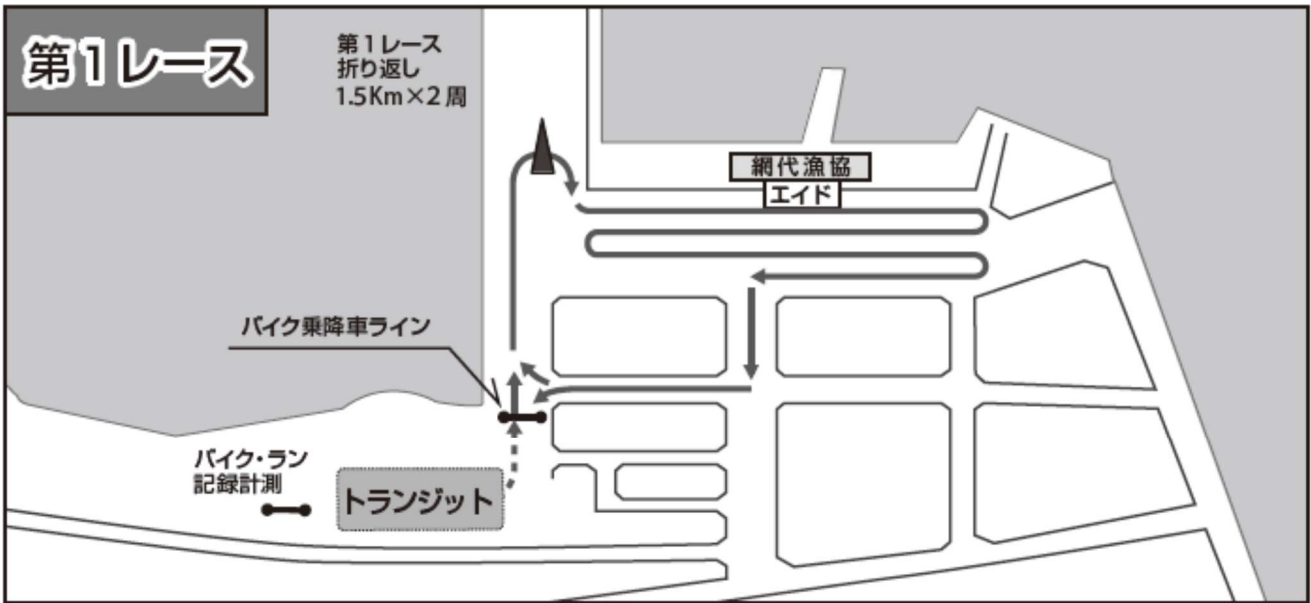 第1レース
第1レース
折り返し
1.5Km×2周
網代漁協
エイド
バイク乗降車ライン
バイク・ラン
記録計測
トランジット